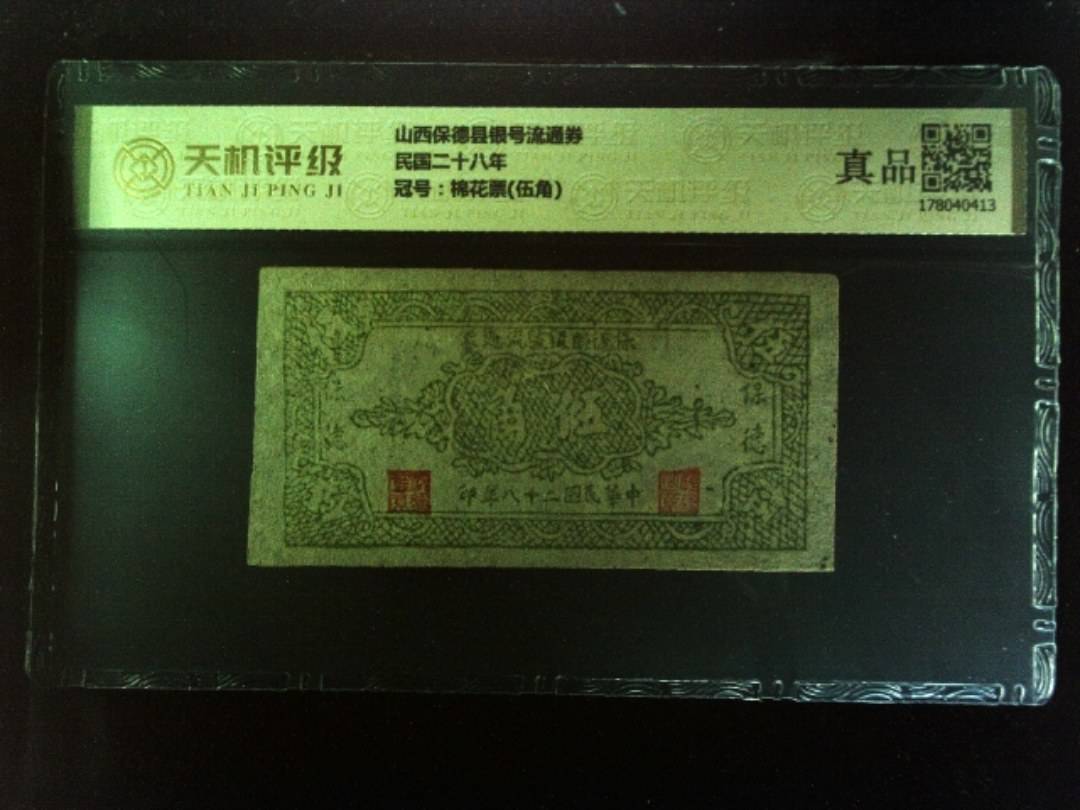 天机评级
TIAN JI PING JI
山西保德县银号流通券
民国二十八年
冠号：棉花票(伍角)
真品
178040413
伍角
保德
中華民國二十八年印